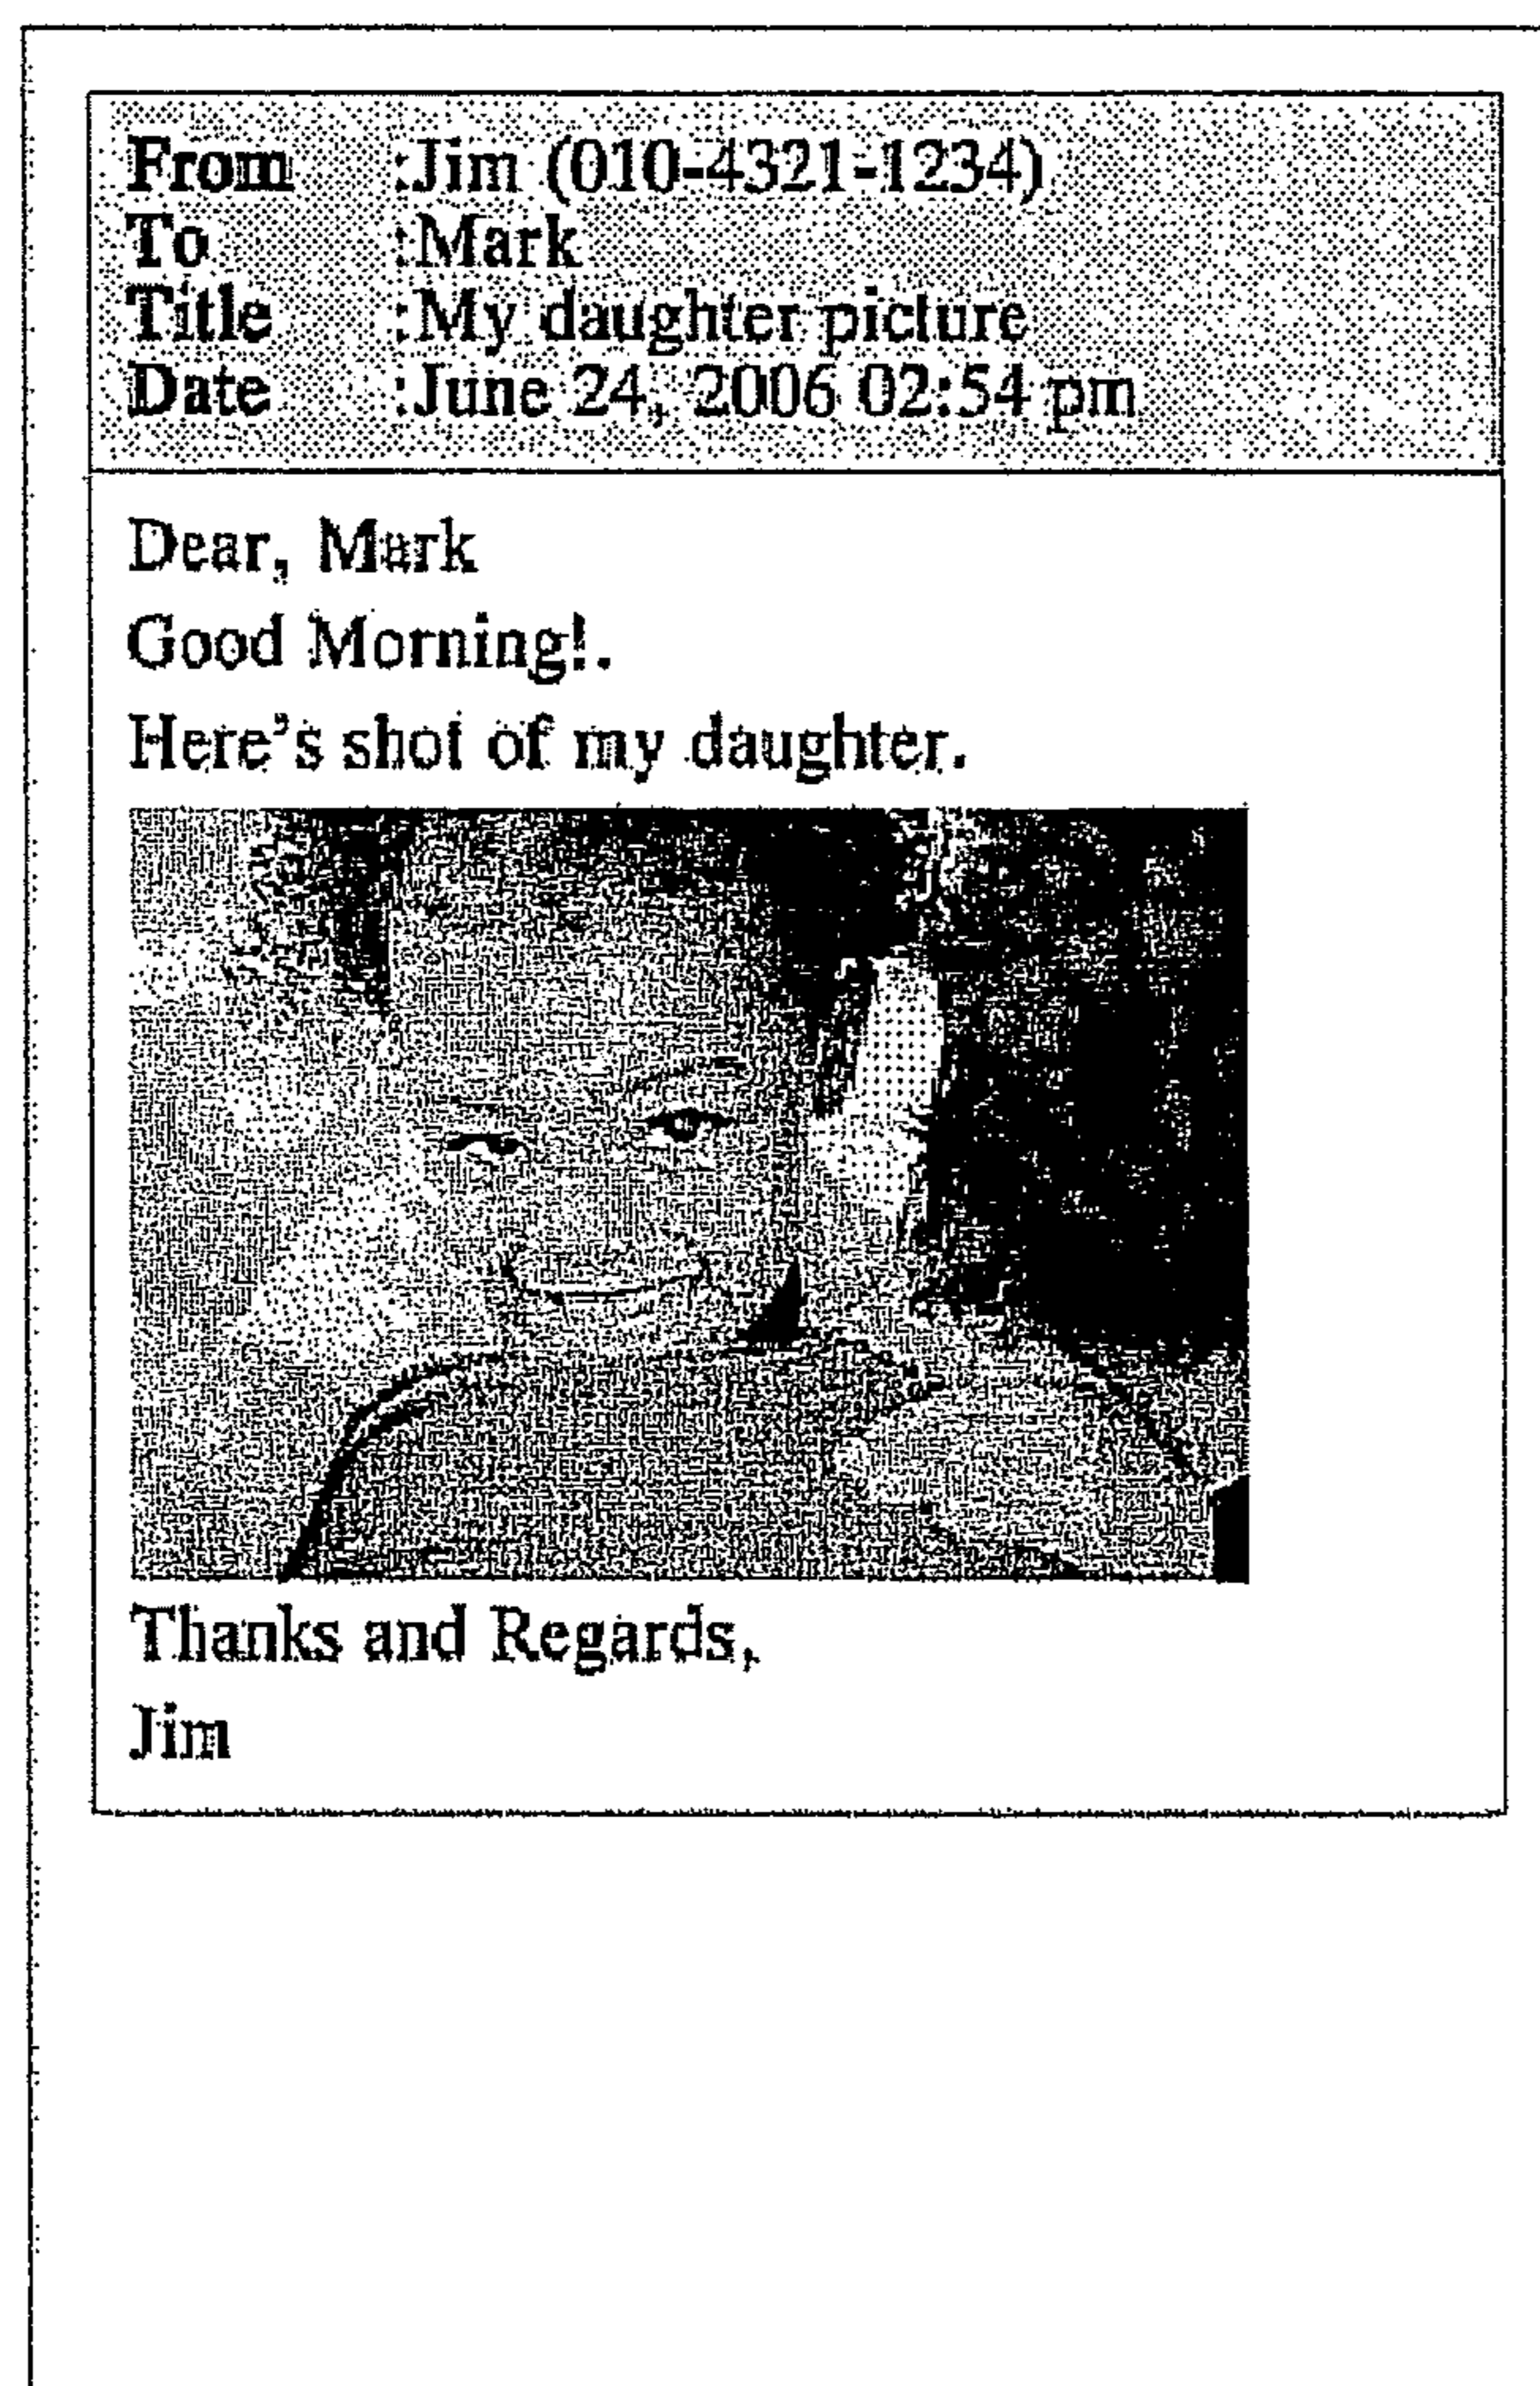 From :Jim (010-4321-1234)
To :Mark
Title :My daughter picture
Date :June 24, 2006 02:54 pm
Dear, Mark
Good Morning!.
Here's shot of my daughter.
Thanks and Regards,
Jim